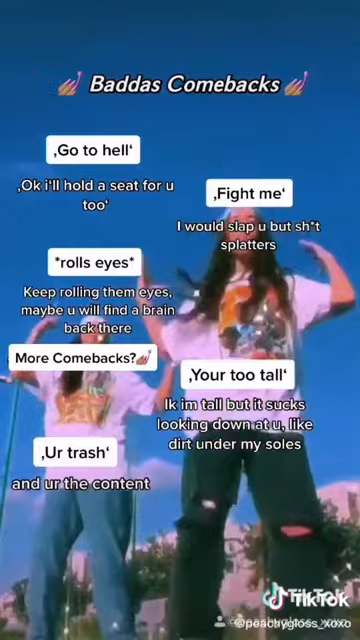 💅 Baddas Comebacks 💅
‚Go to hell‘
‚Ok i'll hold a seat for u
too‘
‚Fight me‘
I would slap u but sh*t
splatters
*rolls eyes*
Keep rolling them eyes,
maybe u will find a brain
back there
More Comebacks?💅
‚Your too tall‘
Ik im tall but it sucks
looking down at u, like
dirt under my soles
‚Ur trash‘
and ur the content
TikTok
@peachygloss_xoxo